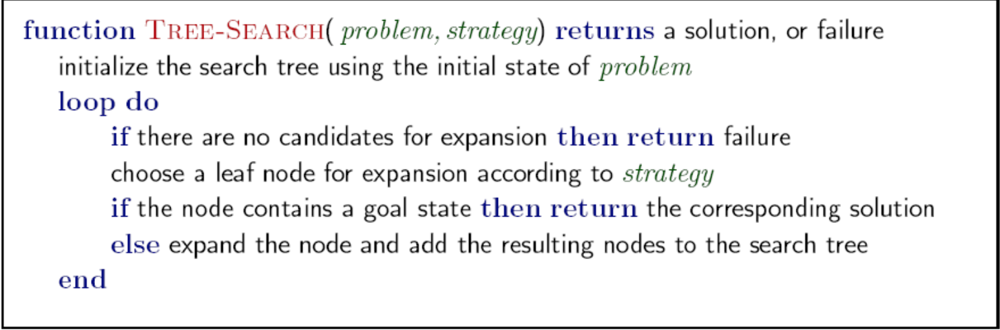 function TREE-SEARCH( problem, strategy) returns a solution, or failure
initialize the search tree using the initial state of problem
loop do
if there are no candidates for expansion then return failure
choose a leaf node for expansion according to strategy
if the node contains a goal state then return the corresponding solution
else expand the node and add the resulting nodes to the search tree
end